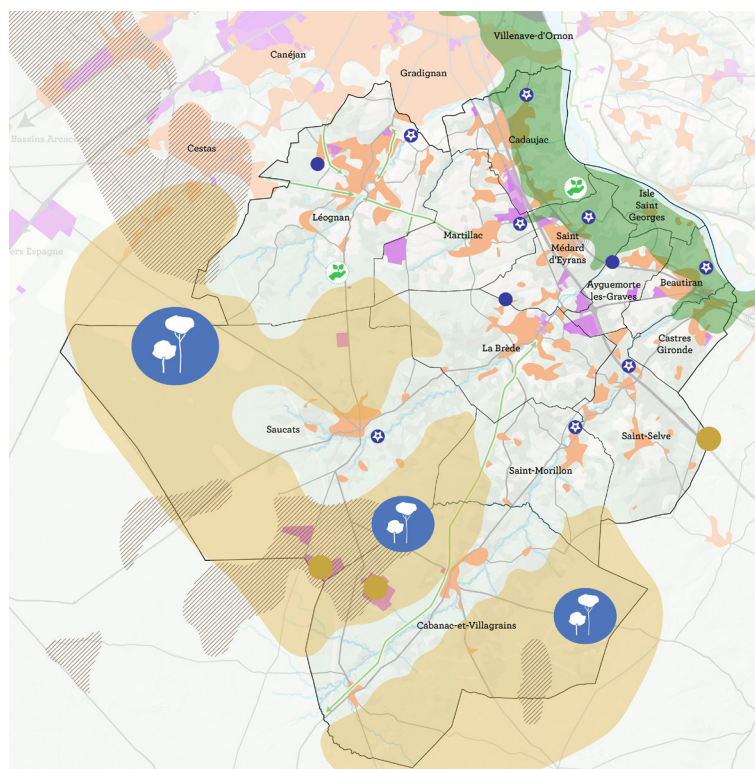 Villenave-d'Ornon
Canéjan
Gradignan
Bassins Arcac
Cestas
Cadaujac
Isle
Saint
Georges
Léognan
Martillac
Saint
Médard
d'Eyrans
ers Espagne
Ayguemorte
les-Graves
Beautiran
La Brède
Castres
Gironde
Saucats
Saint-Selve
Saint-Morillon
Cabanac-et-Villagrains